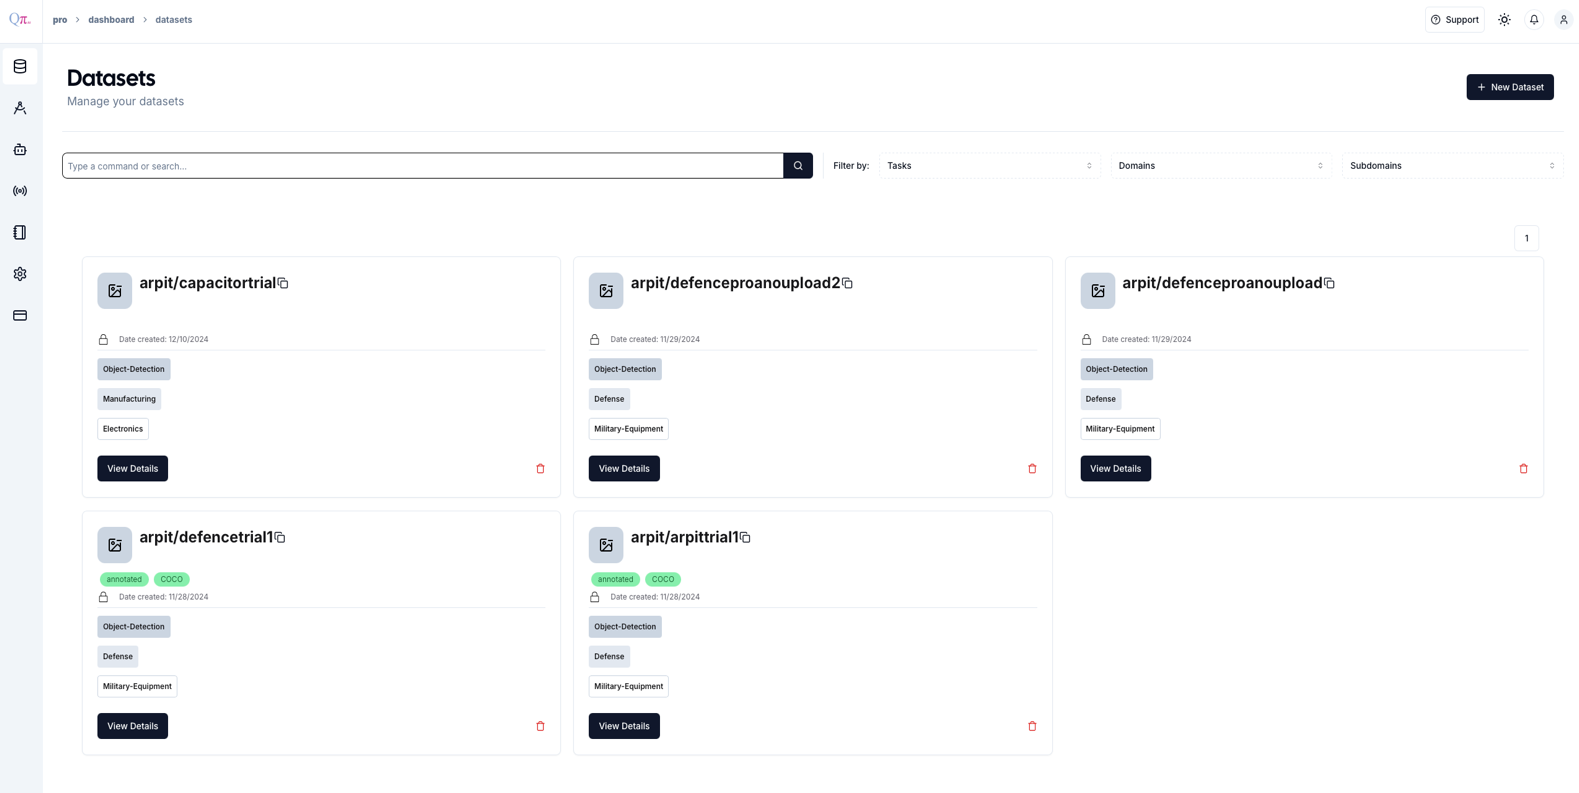 Qπ
pro > dashboard > datasets
Support
Datasets
Manage your datasets
+ New Dataset
Type a command or search...
Filter by:
Tasks
Domains
Subdomains
1
arpit/capacitortrial
Date created: 12/10/2024
Object-Detection
Manufacturing
Electronics
View Details
arpit/defenceproanoupload2
Date created: 11/29/2024
Object-Detection
Defense
Military-Equipment
View Details
arpit/defenceproanoupload
Date created: 11/29/2024
Object-Detection
Defense
Military-Equipment
View Details
arpit/defencetrial1
annotated COCO
Date created: 11/28/2024
Object-Detection
Defense
Military-Equipment
View Details
arpit/arpittrial1
annotated COCO
Date created: 11/28/2024
Object-Detection
Defense
Military-Equipment
View Details